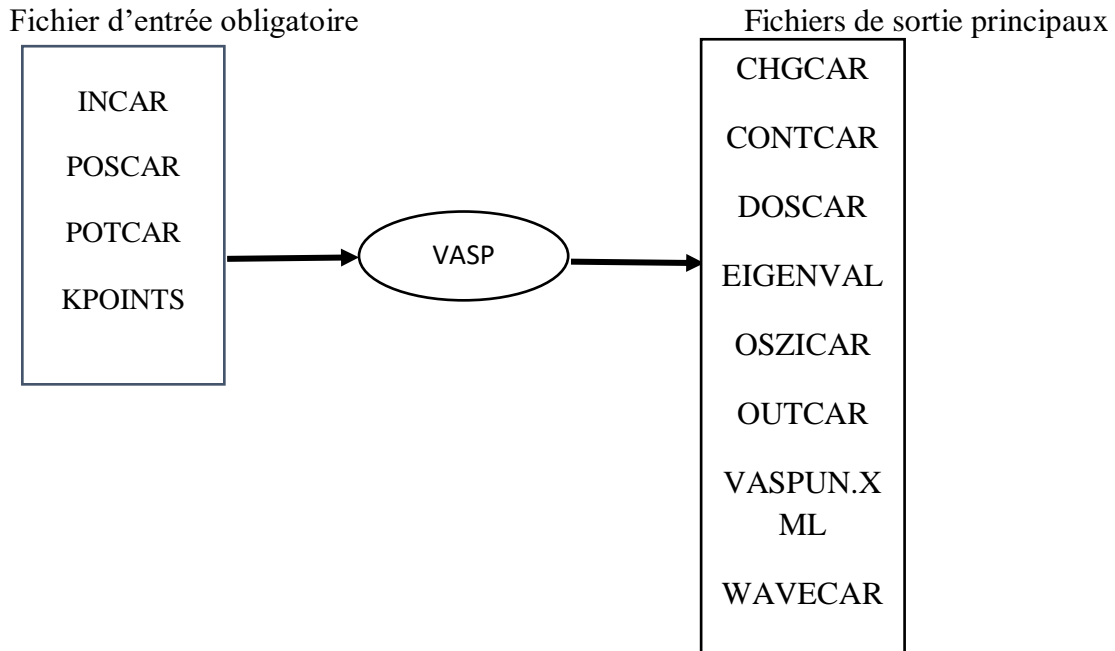 Fichier d’entrée obligatoire
Fichiers de sortie principaux
INCAR
POSCAR
POTCAR
KPOINTS
VASP
CHGCAR
CONTCAR
DOSCAR
EIGENVAL
OSZICAR
OUTCAR
VASPUN.X
ML
WAVECAR